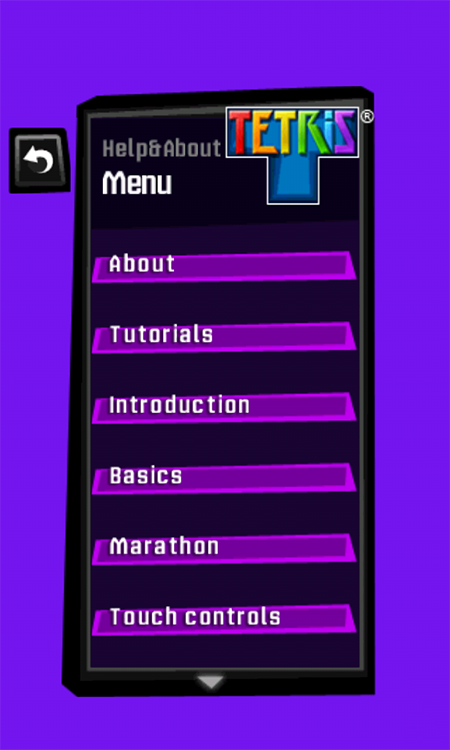 TETRIS®
Help&About
Menu
About
Tutorials
Introduction
Basics
Marathon
Touch controls